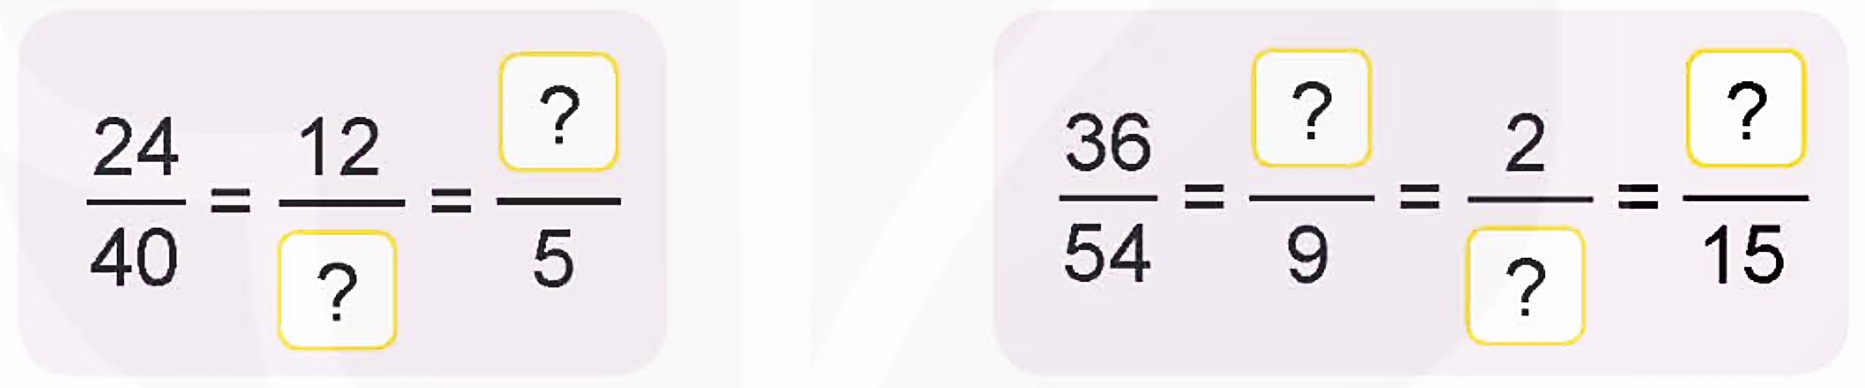 24/40 = 12/? = ?/5
36/54 = ?/9 = 2/? = ?/15